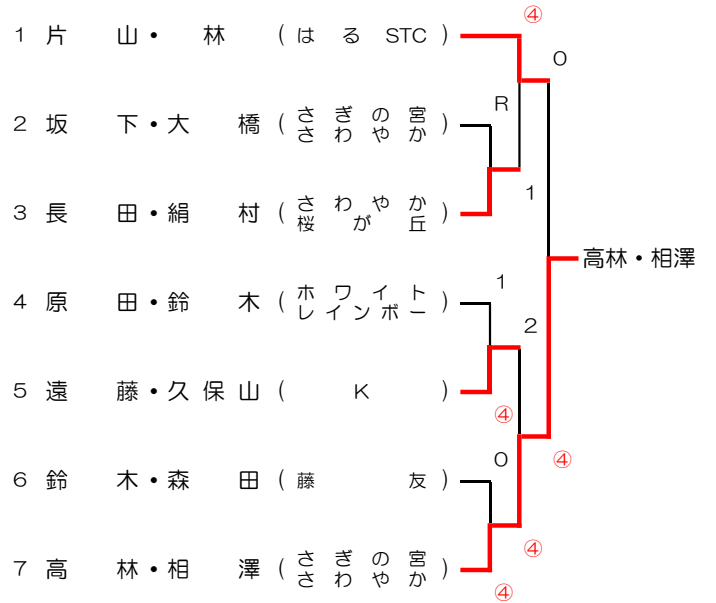 ④
1 片 山・ 林 ( はる STC )
0
R
2 坂 下・大 橋 ( さぎの宮 さわやか )
1
3 長 田・絹 村 ( さわやか 桜が丘 )
高林・相澤
1
4 原 田・鈴 木 ( ホワイト レインボー )
2
5 遠 藤・久保山 ( K )
④
0
④
6 鈴 木・森 田 ( 藤 友 )
④
7 高 林・相 澤 ( さぎの宮 さわやか )
④